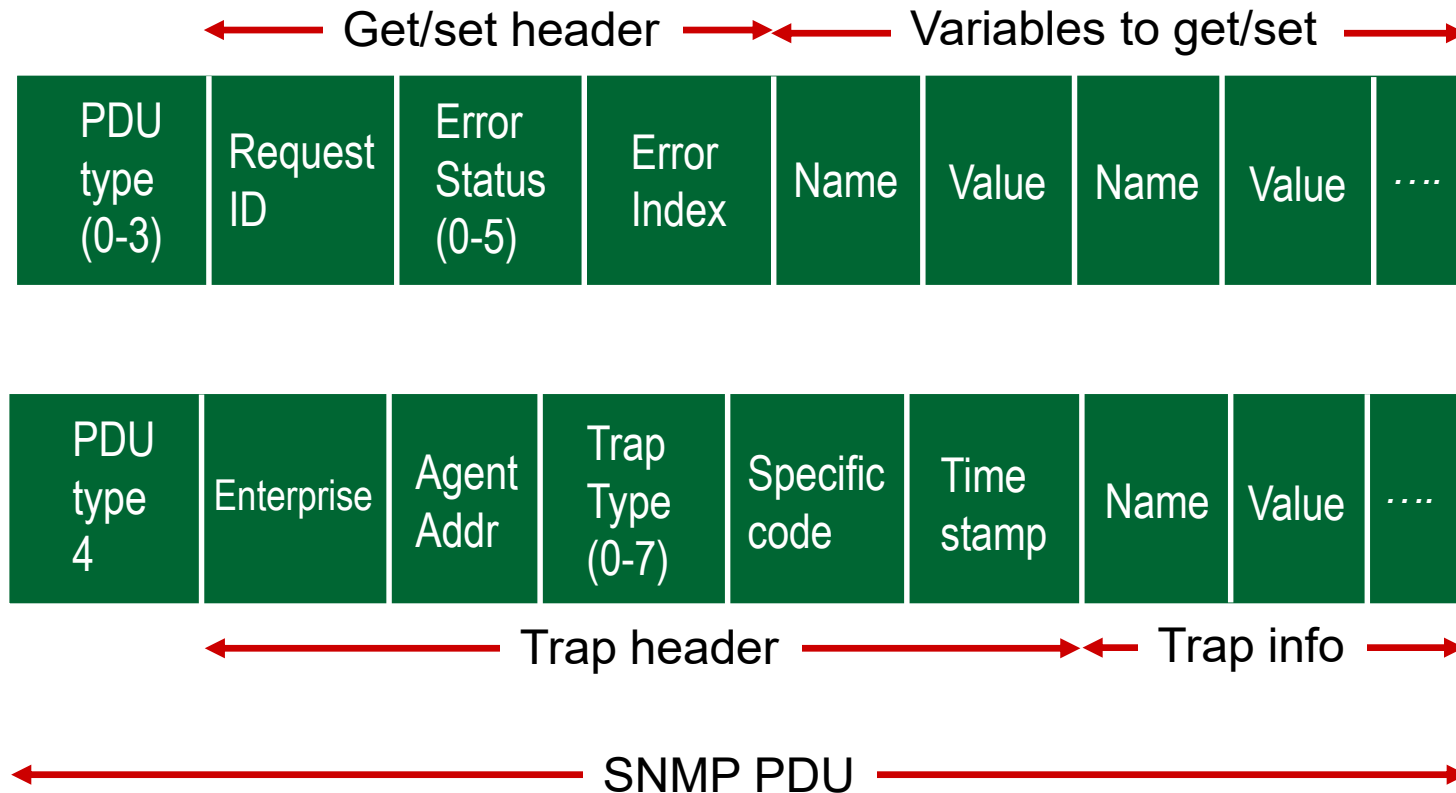 Get/set header
Variables to get/set
PDU
type
(0-3)
Request
ID
Error
Status
(0-5)
Error
Index
Name
Value
Name
Value
....
PDU
type
4
Enterprise
Agent
Addr
Trap
Type
(0-7)
Specific
code
Time
stamp
Name
Value
....
Trap header
Trap info
SNMP PDU